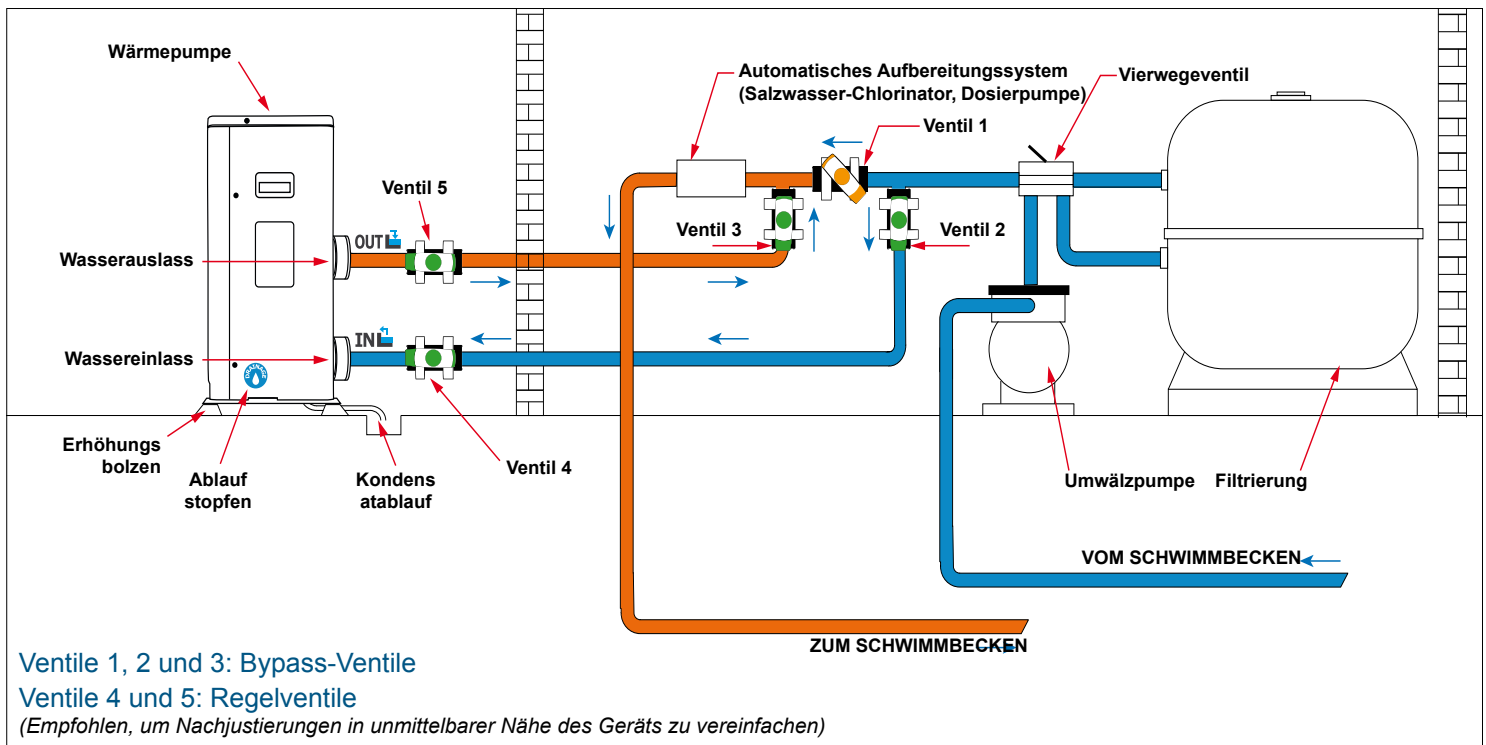 Wärmepumpe
Automatisches Aufbereitungssystem
(Salzwasser-Chlorinator, Dosierpumpe)
Vierwegeventil
Ventil 1
Ventil 5
Ventil 3
Ventil 2
OUT
Wasserauslass
IN
Wassereinlass
DRAINAGE
Erhöhungs
bolzen
Ablauf
stopfen
Kondens
atablauf
Ventil 4
Umwälzpumpe
Filtrierung
VOM SCHWIMMBECKEN
ZUM SCHWIMMBECKEN
Ventile 1, 2 und 3: Bypass-Ventile
Ventile 4 und 5: Regelventile
(Empfohlen, um Nachjustierungen in unmittelbarer Nähe des Geräts zu vereinfachen)